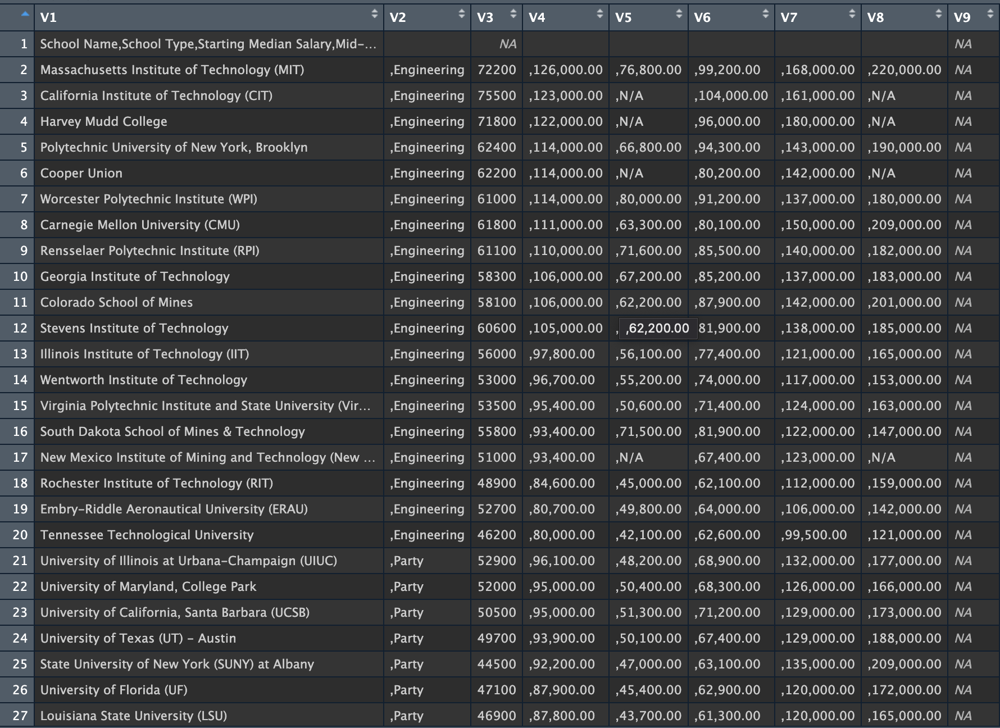 V1 V2 V3 V4 V5 V6 V7 V8 V9
1 School Name,School Type,Starting Median Salary,Mid-... NA NA
2 Massachusetts Institute of Technology (MIT) ,Engineering 72200 ,126,000.00 ,76,800.00 ,99,200.00 ,168,000.00 ,220,000.00 NA
3 California Institute of Technology (CIT) ,Engineering 75500 ,123,000.00 ,N/A ,104,000.00 ,161,000.00 ,N/A NA
4 Harvey Mudd College ,Engineering 71800 ,122,000.00 ,N/A ,96,000.00 ,180,000.00 ,N/A NA
5 Polytechnic University of New York, Brooklyn ,Engineering 62400 ,114,000.00 ,66,800.00 ,94,300.00 ,143,000.00 ,190,000.00 NA
6 Cooper Union ,Engineering 62200 ,114,000.00 ,N/A ,80,200.00 ,142,000.00 ,N/A NA
7 Worcester Polytechnic Institute (WPI) ,Engineering 61000 ,114,000.00 ,80,000.00 ,91,200.00 ,137,000.00 ,180,000.00 NA
8 Carnegie Mellon University (CMU) ,Engineering 61800 ,111,000.00 ,63,300.00 ,80,100.00 ,150,000.00 ,209,000.00 NA
9 Rensselaer Polytechnic Institute (RPI) ,Engineering 61100 ,110,000.00 ,71,600.00 ,85,500.00 ,140,000.00 ,182,000.00 NA
10 Georgia Institute of Technology ,Engineering 58300 ,106,000.00 ,67,200.00 ,85,200.00 ,137,000.00 ,183,000.00 NA
11 Colorado School of Mines ,Engineering 58100 ,106,000.00 ,62,200.00 ,87,900.00 ,142,000.00 ,201,000.00 NA
12 Stevens Institute of Technology ,Engineering 60600 ,105,000.00 , ,62,200.00 81,900.00 ,138,000.00 ,185,000.00 NA
13 Illinois Institute of Technology (IIT) ,Engineering 56000 ,97,800.00 ,56,100.00 ,77,400.00 ,121,000.00 ,165,000.00 NA
14 Wentworth Institute of Technology ,Engineering 53000 ,96,700.00 ,55,200.00 ,74,000.00 ,117,000.00 ,153,000.00 NA
15 Virginia Polytechnic Institute and State University (Vir... ,Engineering 53500 ,95,400.00 ,50,600.00 ,71,400.00 ,124,000.00 ,163,000.00 NA
16 South Dakota School of Mines & Technology ,Engineering 55800 ,93,400.00 ,71,500.00 ,81,900.00 ,122,000.00 ,147,000.00 NA
17 New Mexico Institute of Mining and Technology (New ... ,Engineering 51000 ,93,400.00 ,N/A ,67,400.00 ,123,000.00 ,N/A NA
18 Rochester Institute of Technology (RIT) ,Engineering 48900 ,84,600.00 ,45,000.00 ,62,100.00 ,112,000.00 ,159,000.00 NA
19 Embry-Riddle Aeronautical University (ERAU) ,Engineering 52700 ,80,700.00 ,49,800.00 ,64,000.00 ,106,000.00 ,142,000.00 NA
20 Tennessee Technological University ,Engineering 46200 ,80,000.00 ,42,100.00 ,62,600.00 ,99,500.00 ,121,000.00 NA
21 University of Illinois at Urbana-Champaign (UIUC) ,Party 52900 ,96,100.00 ,48,200.00 ,68,900.00 ,132,000.00 ,177,000.00 NA
22 University of Maryland, College Park ,Party 52000 ,95,000.00 ,50,400.00 ,68,300.00 ,126,000.00 ,166,000.00 NA
23 University of California, Santa Barbara (UCSB) ,Party 50500 ,95,000.00 ,51,300.00 ,71,200.00 ,129,000.00 ,173,000.00 NA
24 University of Texas (UT) - Austin ,Party 49700 ,93,900.00 ,50,100.00 ,67,400.00 ,129,000.00 ,188,000.00 NA
25 State University of New York (SUNY) at Albany ,Party 44500 ,92,200.00 ,47,000.00 ,63,100.00 ,135,000.00 ,209,000.00 NA
26 University of Florida (UF) ,Party 47100 ,87,900.00 ,45,400.00 ,62,900.00 ,120,000.00 ,172,000.00 NA
27 Louisiana State University (LSU) ,Party 46900 ,87,800.00 ,43,700.00 ,61,300.00 ,120,000.00 ,165,000.00 NA